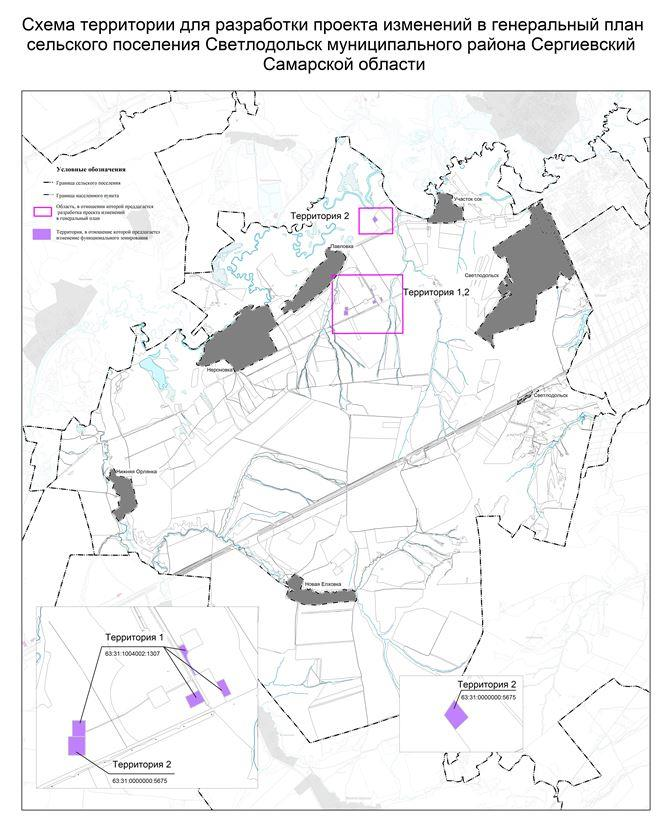 Схема территории для разработки проекта изменений в генеральный план
сельского поселения Светлодольск муниципального района Сергиевский
Самарской области
Условные обозначения
Граница сельского поселения
Граница населенного пункта
Область, в отношении которой предлагается
разработка проекта изменений
в генеральный план
Территория, в отношение которой предлагается
изменение функционального зонирования
Участок сок
Территория 2
Павловка
Светлодольск
Территория 1,2
Нероновка
Светлодольск
Нижняя Орлянка
Новая Елховка
Территория 1
63:31:1004002:1307
Территория 2
63:31:0000000:5675
Территория 2
63:31:0000000:5675